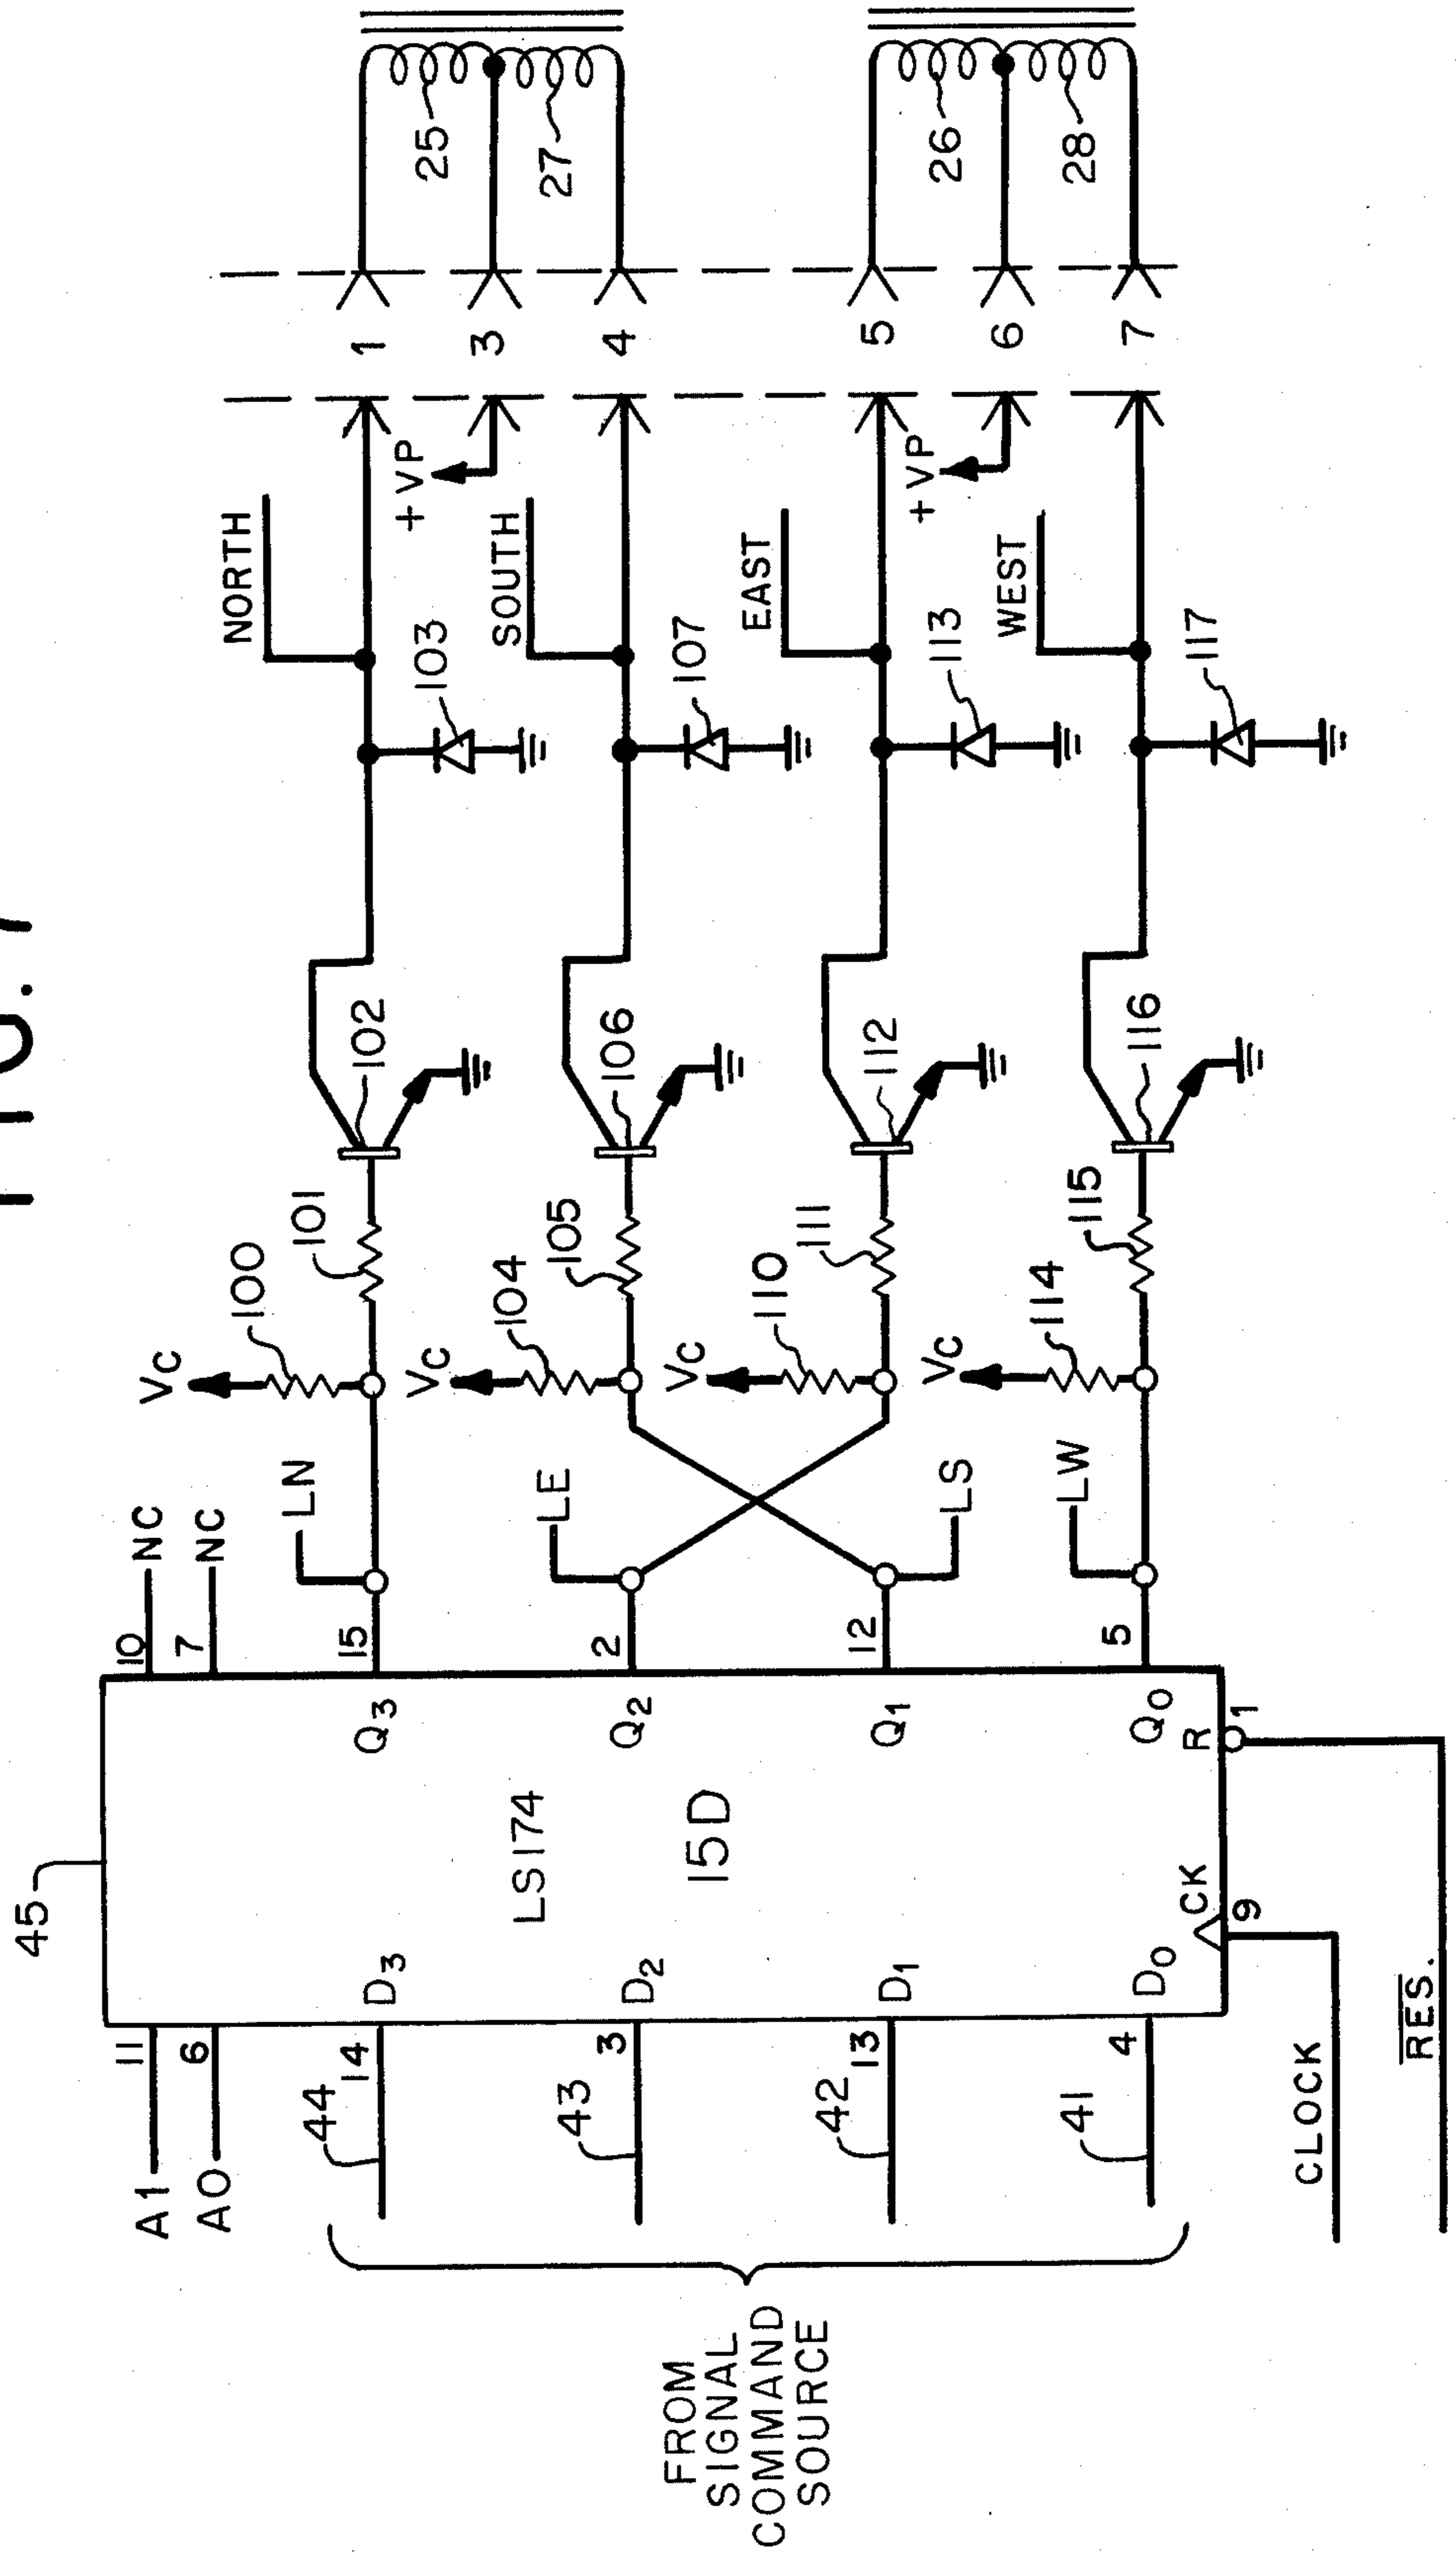 FIG. 7
45
A1
11
A0
6
44
14
43
3
42
13
41
4
FROM
SIGNAL
COMMAND
SOURCE
CLOCK
RES.
D3
D2
D1
D0
CK
9
LS174
15D
Q3
Q2
Q1
Q0
R
1
10
NC
7
NC
15
LN
2
LE
12
LS
5
LW
VC
100
101
102
103
NORTH
VC
104
105
106
107
SOUTH
+VP
VC
110
111
112
113
EAST
VC
114
115
116
117
WEST
+VP
1
3
4
5
6
7
25
27
26
28